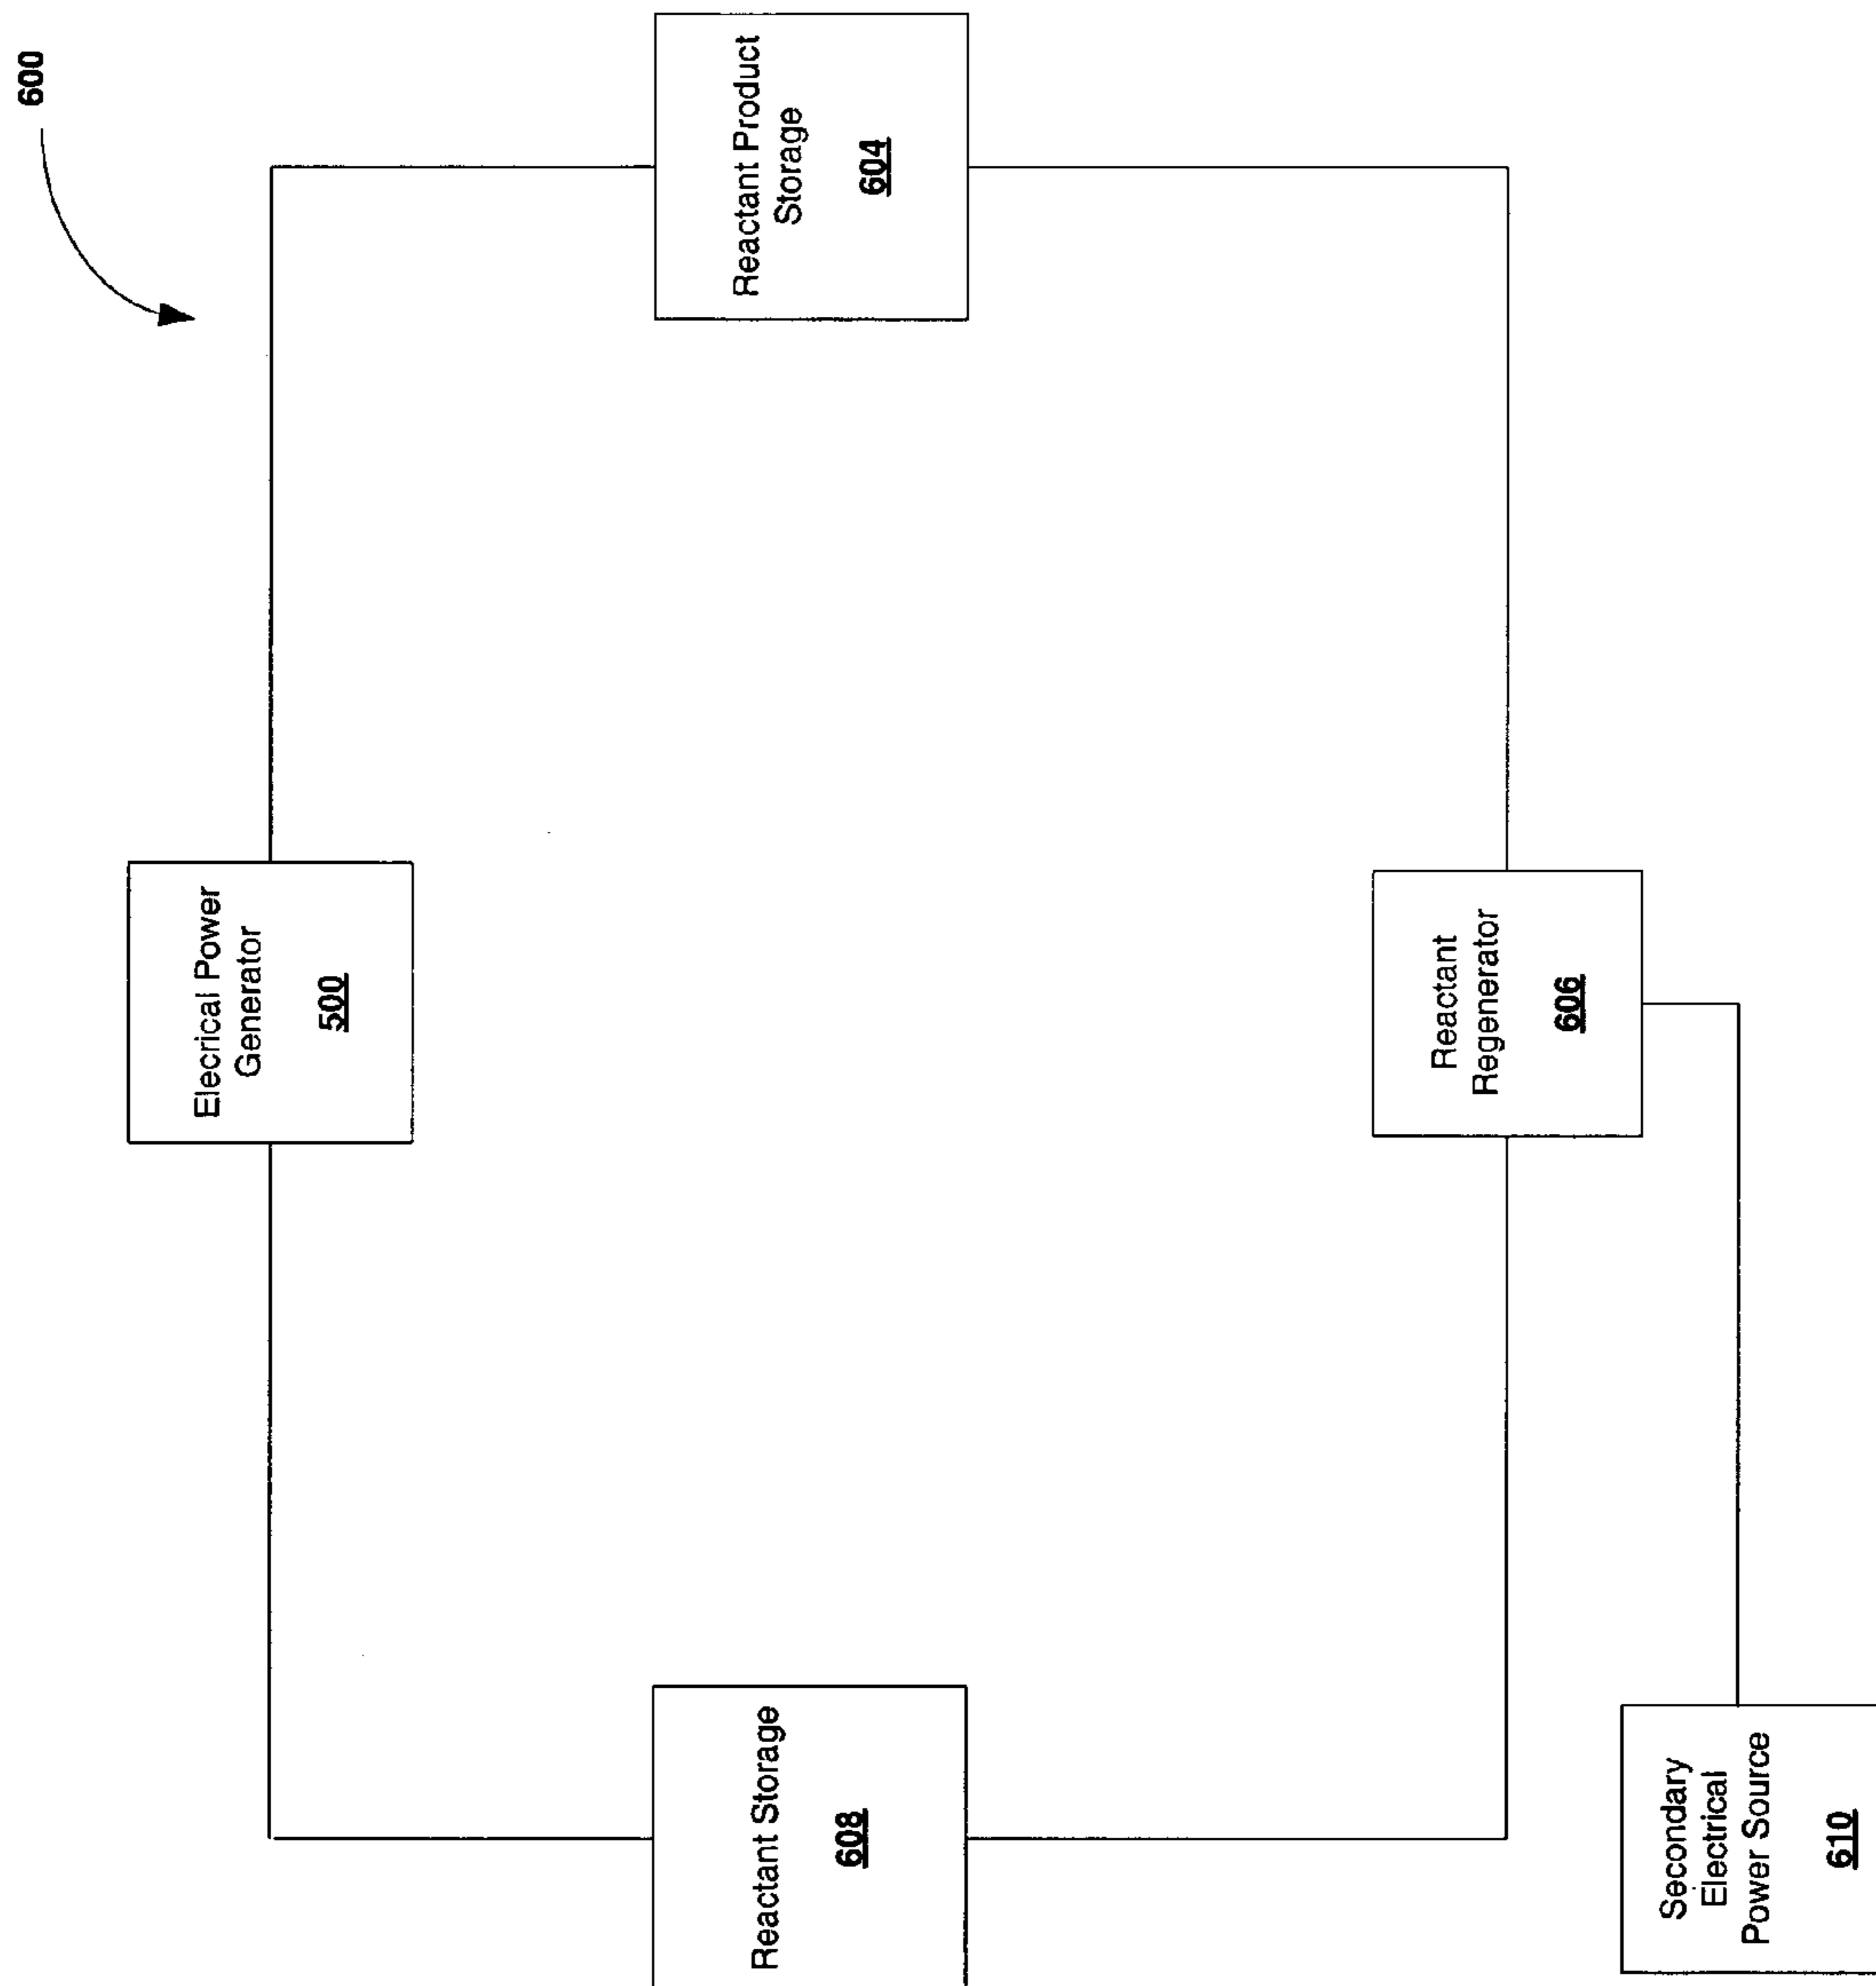 600
Elecrical Power
Generator
500
Reactant Product
Storage
604
Reactant Storage
608
Reactant
Regenerator
606
Secondary
Electrical
Power Source
610